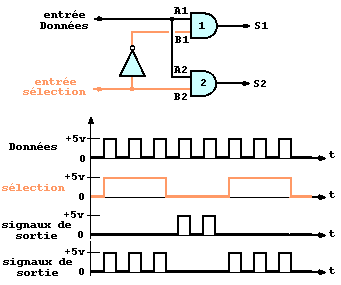 entrée
Données
A1
1
S1
B1
A2
entrée
sélection
2
S2
B2
Données
+5v
0
t
sélection
+5v
0
t
signaux de
sortie
+5v
0
t
signaux de
sortie
+5v
0
t